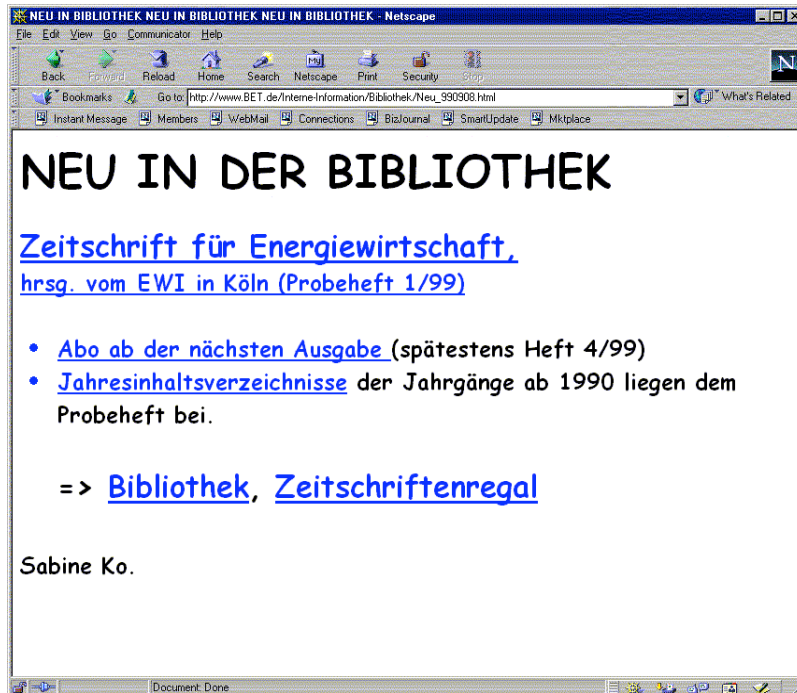 NEU IN BIBLIOTHEK NEU IN BIBLIOTHEK NEU IN BIBLIOTHEK - Netscape
File Edit View Go Communicator Help
Back Forward Reload Home Search Netscape Print Security Stop
My
N
Bookmarks Go to: http://www.BET.de/Interne-Information/Bibliothek/Neu_990908.html What's Related
Instant Message Members WebMail Connections BizJournal SmartUpdate Mktplace
NEU IN DER BIBLIOTHEK
Zeitschrift für Energiewirtschaft,
hrsg. vom EWI in Köln (Probeheft 1/99)
• Abo ab der nächsten Ausgabe (spätestens Heft 4/99)
• Jahresinhaltsverzeichnisse der Jahrgänge ab 1990 liegen dem
Probeheft bei.
=> Bibliothek, Zeitschriftenregal
Sabine Ko.
Document: Done